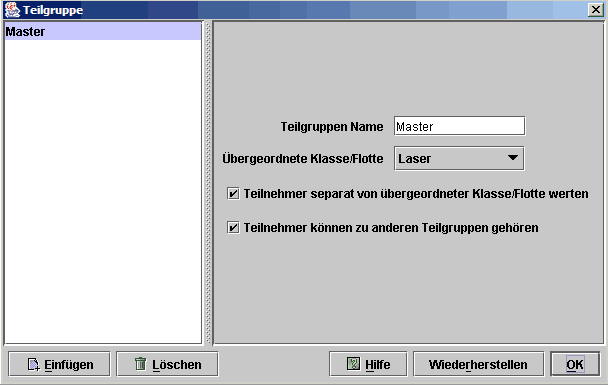 Teilgruppe
Master
Teilgruppen Name Master
Übergeordnete Klasse/Flotte Laser
Teilnehmer separat von übergeordneter Klasse/Flotte werten
Teilnehmer können zu anderen Teilgruppen gehören
Einfügen Löschen Hilfe Wiederherstellen OK